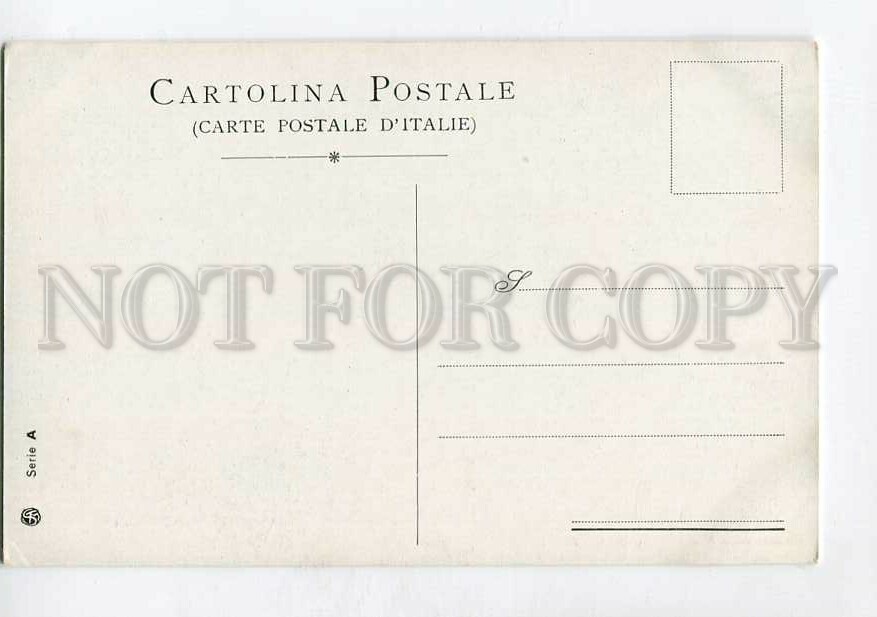 CARTOLINA POSTALE
(CARTE POSTALE D'ITALIE)
S
NOT FOR COPY
Serie A